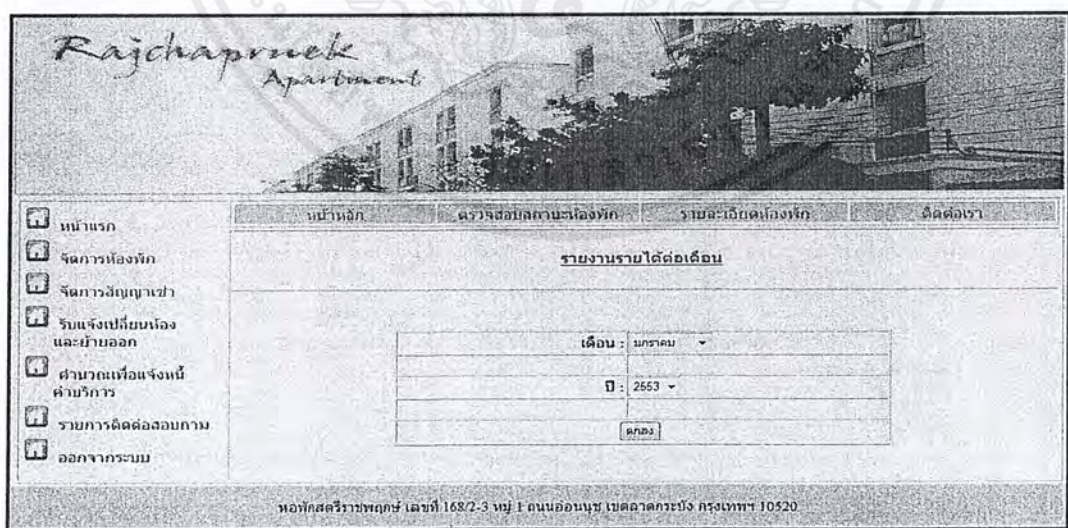 Rajchapruek
Apartment
หน้าหลัก ตรวจสอบสถานะห้องพัก รายละเอียดห้องพัก ติดต่อเรา
หน้าแรก
จัดการห้องพัก
จัดการสัญญาเช่า
รับแจ้งเปลี่ยนห้อง
และย้ายออก
คำนวณเพื่อแจ้งหนี้
ค่าบริการ
รายการติดต่อสอบถาม
ออกจากระบบ
รายงานรายได้ต่อเดือน
เดือน : มกราคม
ปี : 2553
ตกลง
หอพักสตรีราชพฤกษ์ เลขที่ 168/2-3 หมู่ 1 ถนนอ่อนนุช เขตลาดกระบัง กรุงเทพฯ 10520